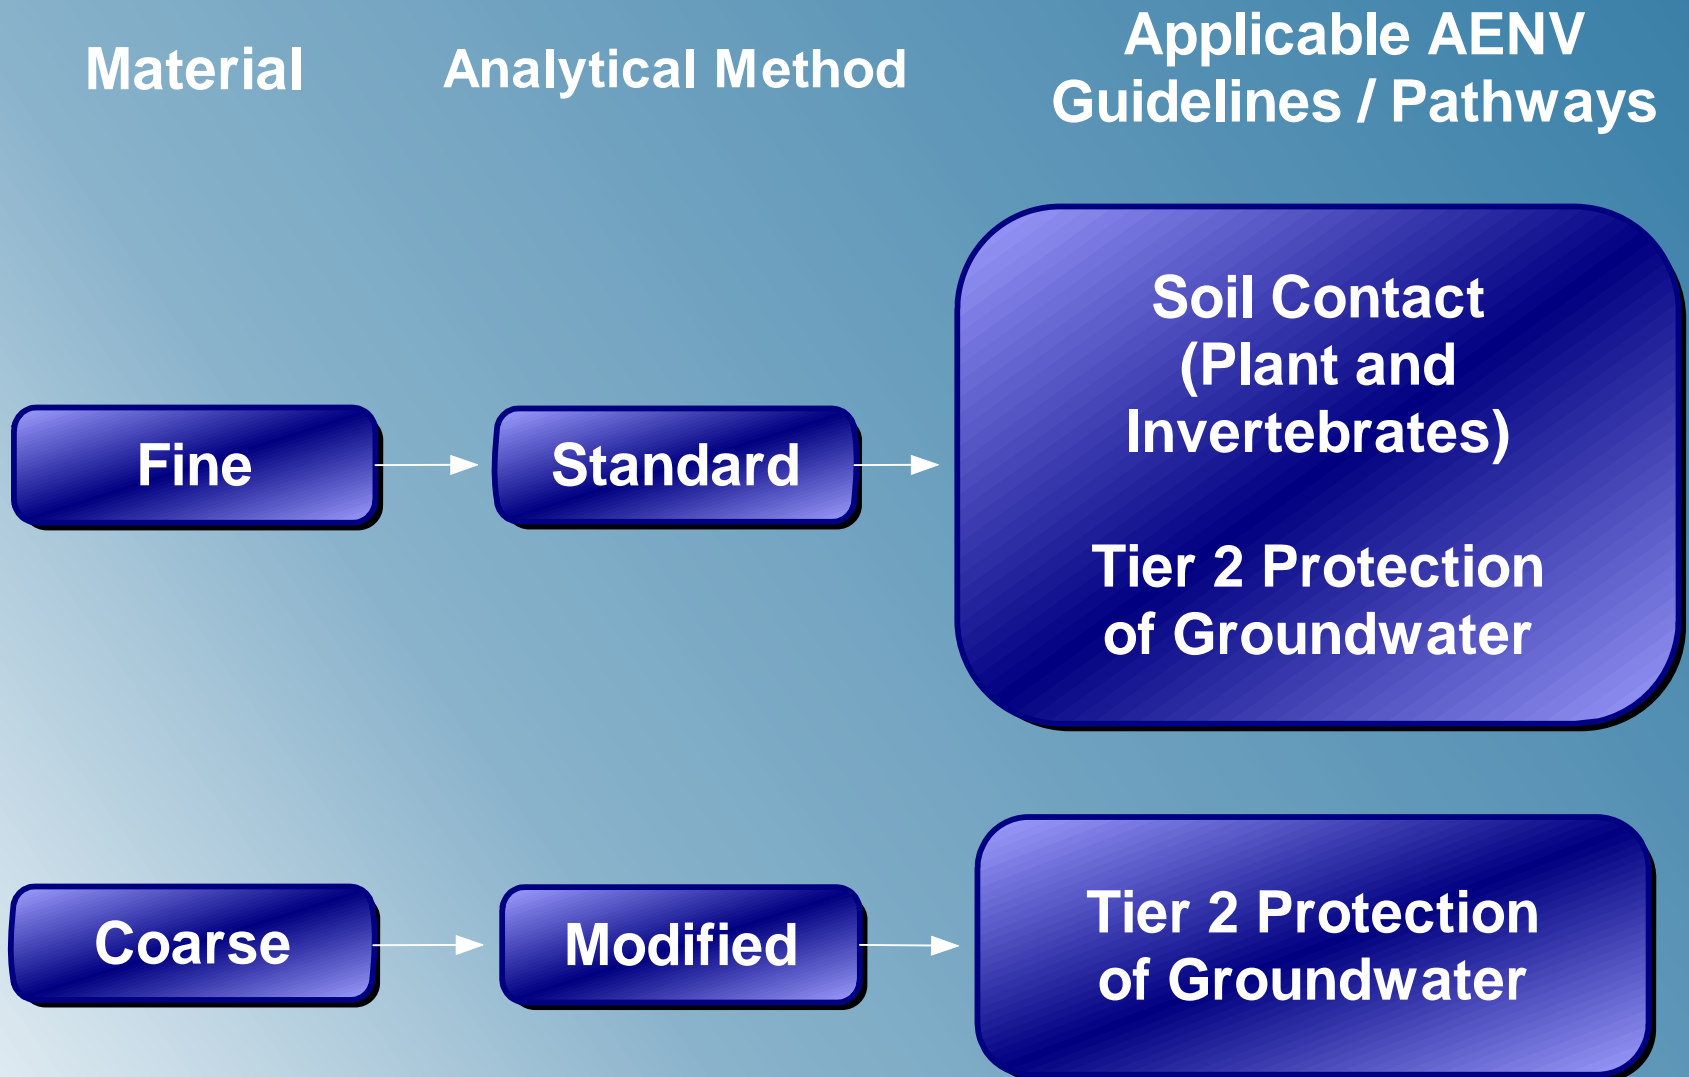 Material
Analytical Method
Applicable AENV
Guidelines / Pathways
Fine
Standard
Soil Contact
(Plant and
Invertebrates)
Tier 2 Protection
of Groundwater
Coarse
Modified
Tier 2 Protection
of Groundwater